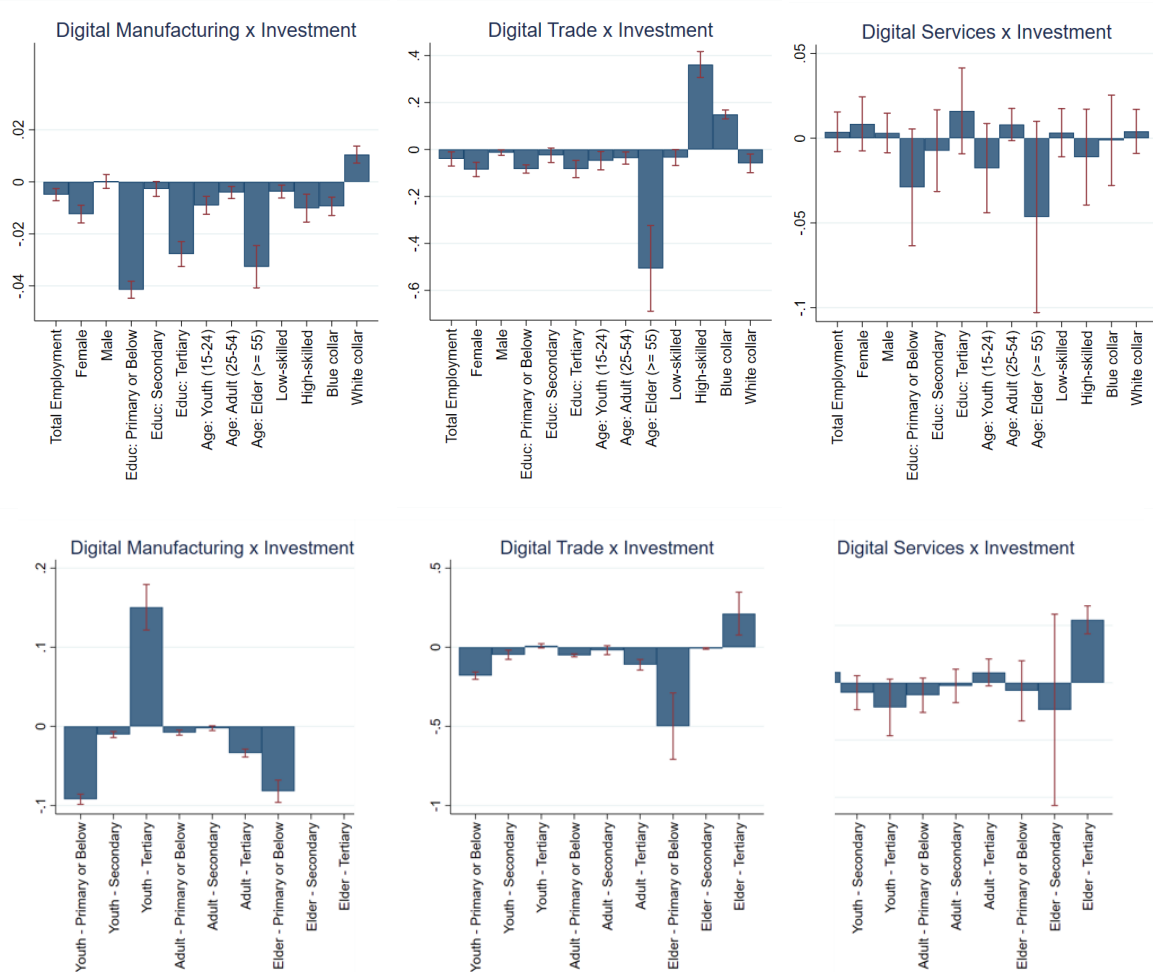 Digital Manufacturing x Investment
.02
0
-.02
-.04
Total Employment
Female
Male
Educ: Primary or Below
Educ: Secondary
Educ: Tertiary
Age: Youth (15-24)
Age: Adult (25-54)
Age: Elder (>= 55)
Low-skilled
High-skilled
Blue collar
White collar
Digital Trade x Investment
.4
.2
0
-.2
-.4
-.6
Total Employment
Female
Male
Educ: Primary or Below
Educ: Secondary
Educ: Tertiary
Age: Youth (15-24)
Age: Adult (25-54)
Age: Elder (>= 55)
Low-skilled
High-skilled
Blue collar
White collar
Digital Services x Investment
.05
0
-.05
-.1
Total Employment
Female
Male
Educ: Primary or Below
Educ: Secondary
Educ: Tertiary
Age: Youth (15-24)
Age: Adult (25-54)
Age: Elder (>= 55)
Low-skilled
High-skilled
Blue collar
White collar
Digital Manufacturing x Investment
.2
.1
0
-.1
Youth - Primary or Below
Youth - Secondary
Youth - Tertiary
Adult - Primary or Below
Adult - Secondary
Adult - Tertiary
Elder - Primary or Below
Elder - Secondary
Elder - Tertiary
Digital Trade x Investment
.5
0
-.5
-1
Youth - Primary or Below
Youth - Secondary
Youth - Tertiary
Adult - Primary or Below
Adult - Secondary
Adult - Tertiary
Elder - Primary or Below
Elder - Secondary
Elder - Tertiary
Digital Services x Investment
Youth - Secondary
Youth - Tertiary
Adult - Primary or Below
Adult - Secondary
Adult - Tertiary
Elder - Primary or Below
Elder - Secondary
Elder - Tertiary